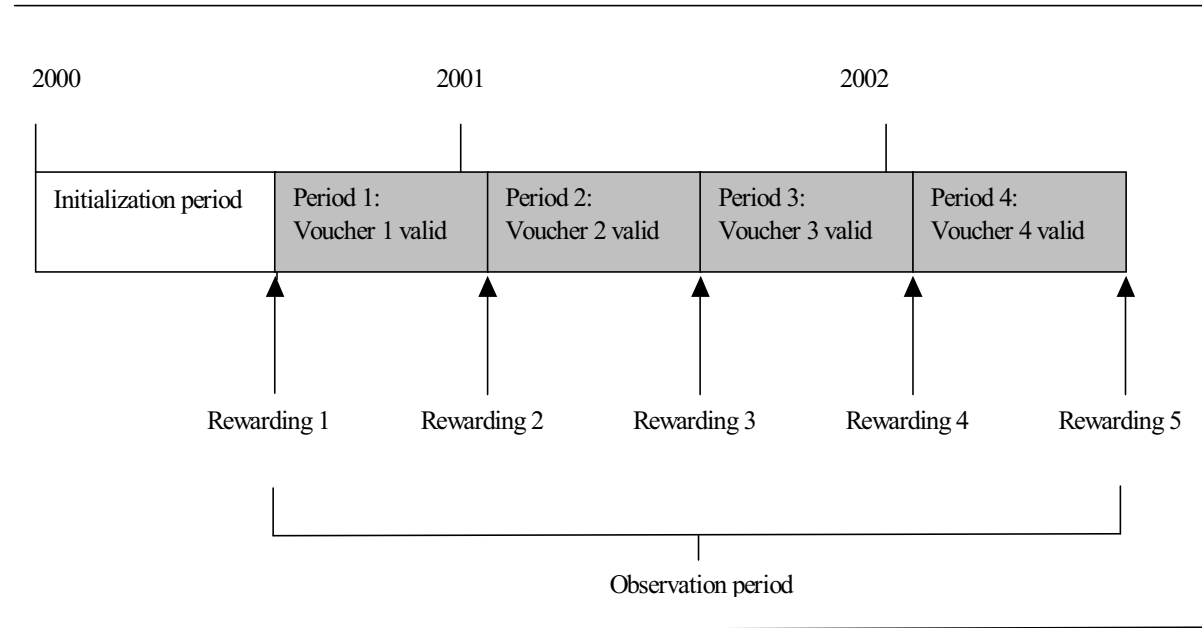 2000 2001 2002
Initialization period
Period 1:
Voucher 1 valid
Period 2:
Voucher 2 valid
Period 3:
Voucher 3 valid
Period 4:
Voucher 4 valid
Rewarding 1 Rewarding 2 Rewarding 3 Rewarding 4 Rewarding 5
Observation period